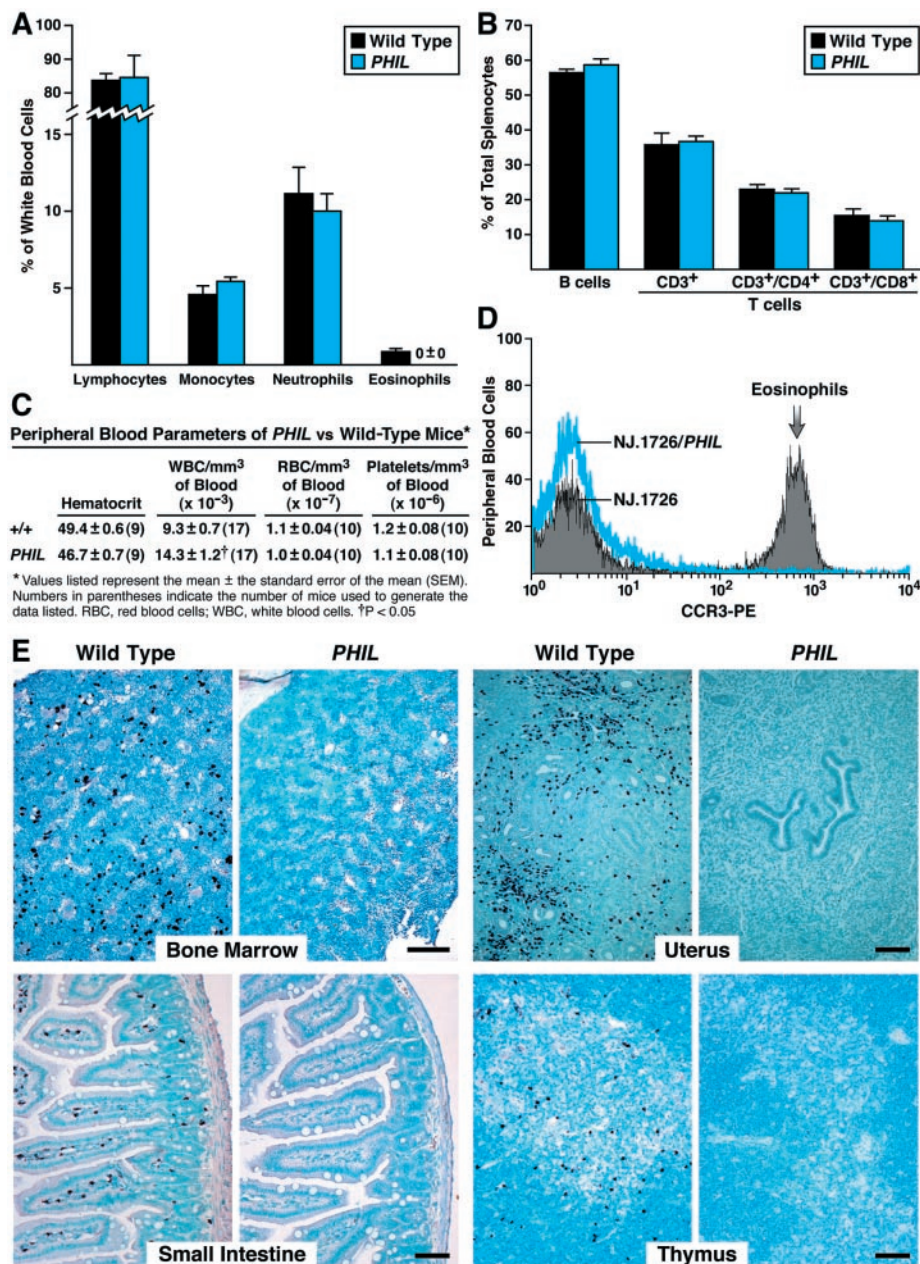 A
Wild Type
PHIL
% of White Blood Cells
90
80
15
10
5
0±0
Lymphocytes Monocytes Neutrophils Eosinophils
B
Wild Type
PHIL
% of Total Splenocytes
60
50
40
30
20
10
B cells CD3+ CD3+/CD4+ CD3+/CD8+
T cells
C
Peripheral Blood Parameters of PHIL vs Wild-Type Mice*
Hematocrit WBC/mm3 of Blood (x 10−3) RBC/mm3 of Blood (x 10−7) Platelets/mm3 of Blood (x 10−6)
+/+ 49.4±0.6(9) 9.3±0.7(17) 1.1±0.04(10) 1.2±0.08(10)
PHIL 46.7±0.7(9) 14.3±1.2†(17) 1.0±0.04(10) 1.1±0.08(10)
*Values listed represent the mean ± the standard error of the mean (SEM).
Numbers in parentheses indicate the number of mice used to generate the
data listed. RBC, red blood cells; WBC, white blood cells. †P < 0.05
D
Peripheral Blood Cells
100
80
60
40
20
Eosinophils
NJ.1726/PHIL
NJ.1726
100 101 102 103 104
CCR3-PE
E
Wild Type PHIL Wild Type PHIL
Bone Marrow Uterus
Small Intestine Thymus